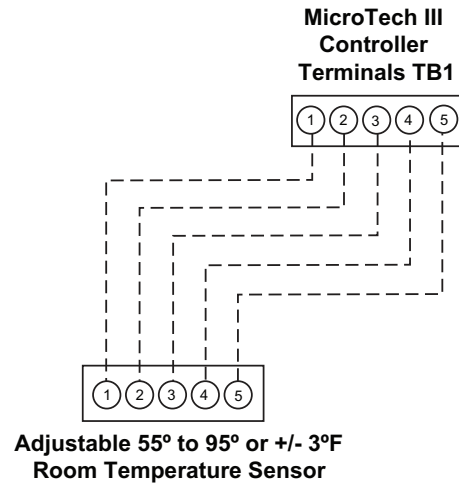 MicroTech III
Controller
Terminals TB1
1 2 3 4 5
1 2 3 4 5
Adjustable 55º to 95º or +/- 3ºF
Room Temperature Sensor